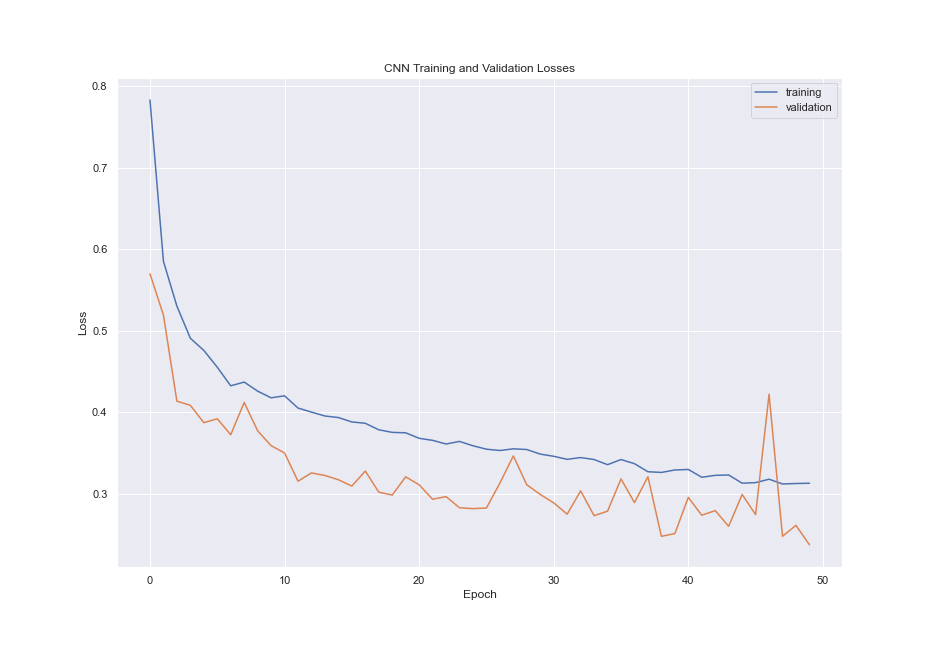 CNN Training and Validation Losses
training
validation
Loss
0.8
0.7
0.6
0.5
0.4
0.3
0 10 20 30 40 50
Epoch